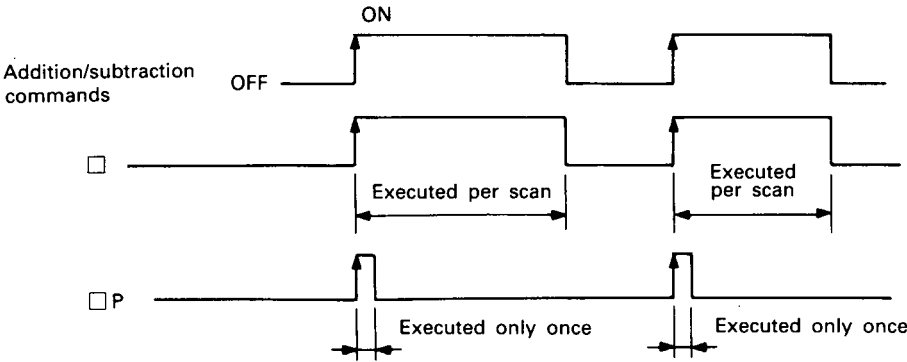 ON
Addition/subtraction
commands
OFF
□
Executed per scan
Executed
per scan
□ P
Executed only once
Executed only once